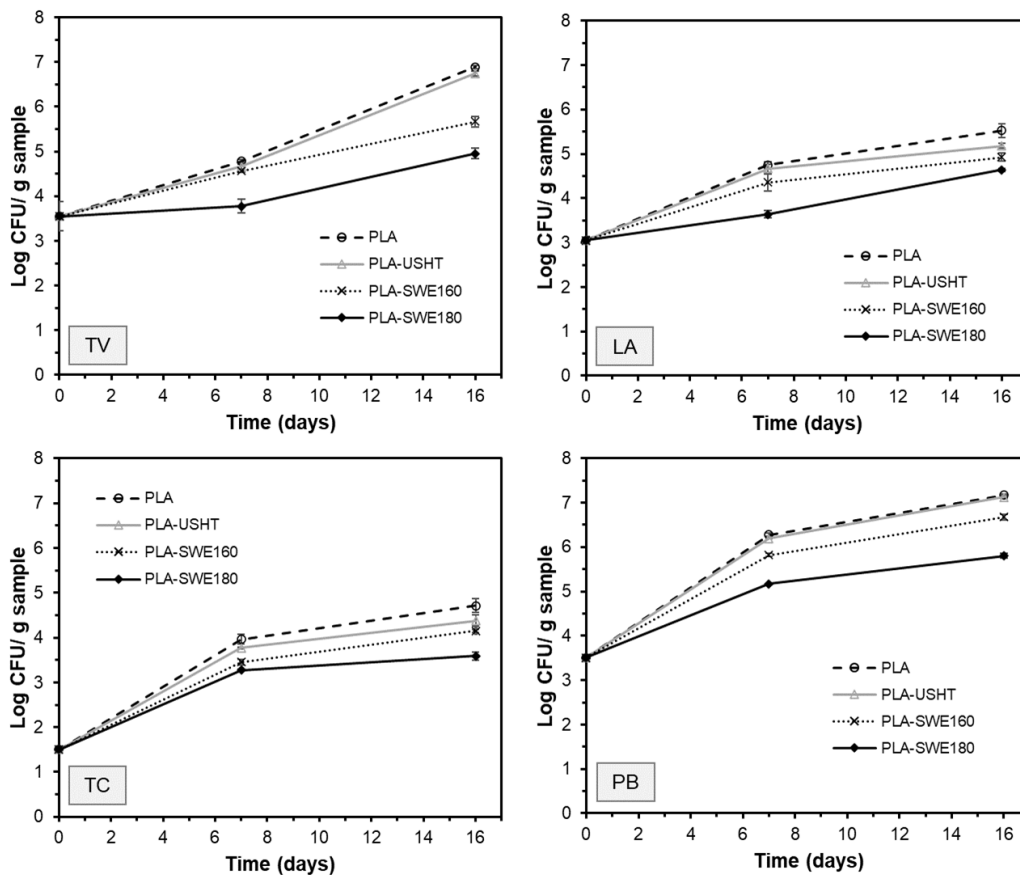 8
7
6
5
4
3
2
1
0
Log CFU/ g sample
PLA
PLA-USHT
PLA-SWE160
PLA-SWE180
TV
0 2 4 6 8 10 12 14 16
Time (days)
8
7
6
5
4
3
2
1
0
Log CFU/ g sample
PLA
PLA-USHT
PLA-SWE160
PLA-SWE180
LA
0 2 4 6 8 10 12 14 16
Time (days)
8
7
6
5
4
3
2
1
0
Log CFU/ g sample
PLA
PLA-USHT
PLA-SWE160
PLA-SWE180
TC
0 2 4 6 8 10 12 14 16
Time (days)
8
7
6
5
4
3
2
1
0
Log CFU/ g sample
PLA
PLA-USHT
PLA-SWE160
PLA-SWE180
PB
0 2 4 6 8 10 12 14 16
Time (days)